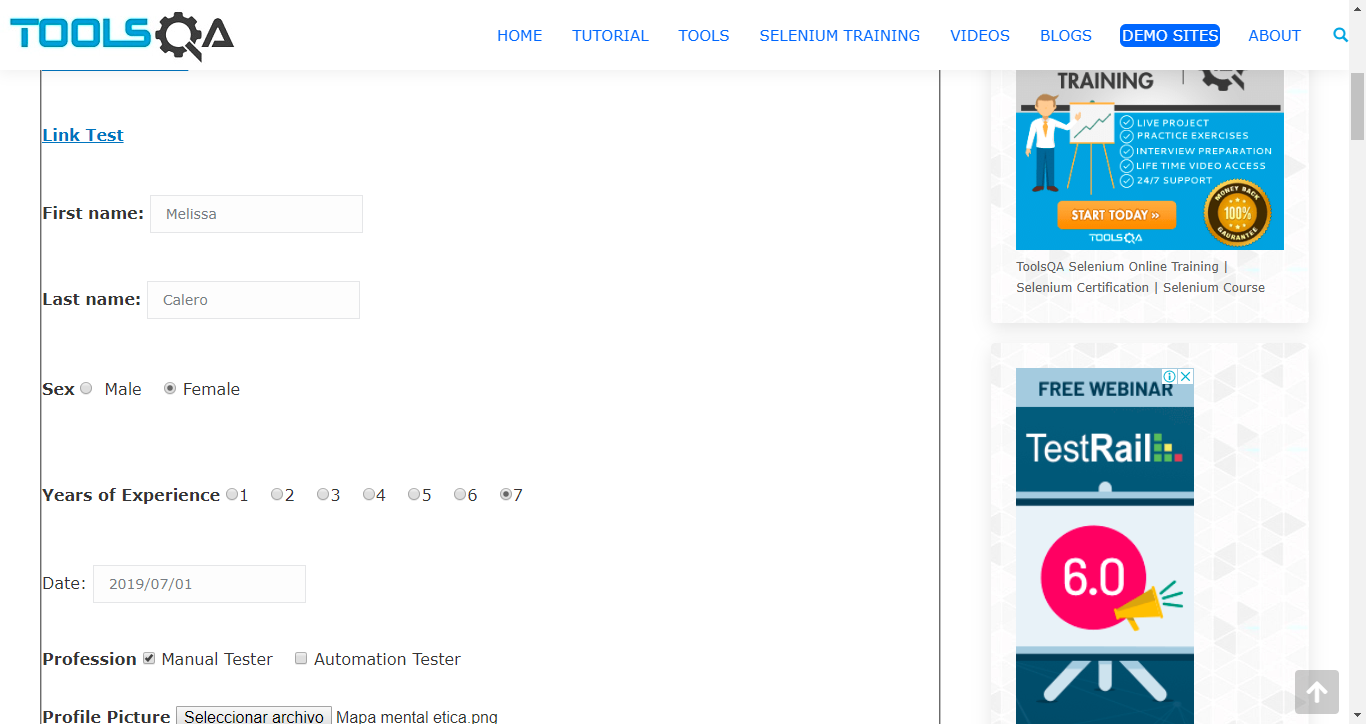 TOOLSQA
HOME TUTORIAL TOOLS SELENIUM TRAINING VIDEOS BLOGS DEMO SITES ABOUT
Link Test
First name: Melissa
Last name: Calero
Sex Male Female
Years of Experience 1 2 3 4 5 6 7
Date: 2019/07/01
Profession Manual Tester Automation Tester
Profile Picture Seleccionar archivo Mapa mental etica.png
TRAINING
LIVE PROJECT
PRACTICE EXERCISES
INTERVIEW PREPARATION
LIFE TIME VIDEO ACCESS
24/7 SUPPORT
START TODAY »
TOOLSQA
MONEY BACK
100%
GAURANTEE
ToolsQA Selenium Online Training |
Selenium Certification | Selenium Course
FREE WEBINAR
TestRail
6.0